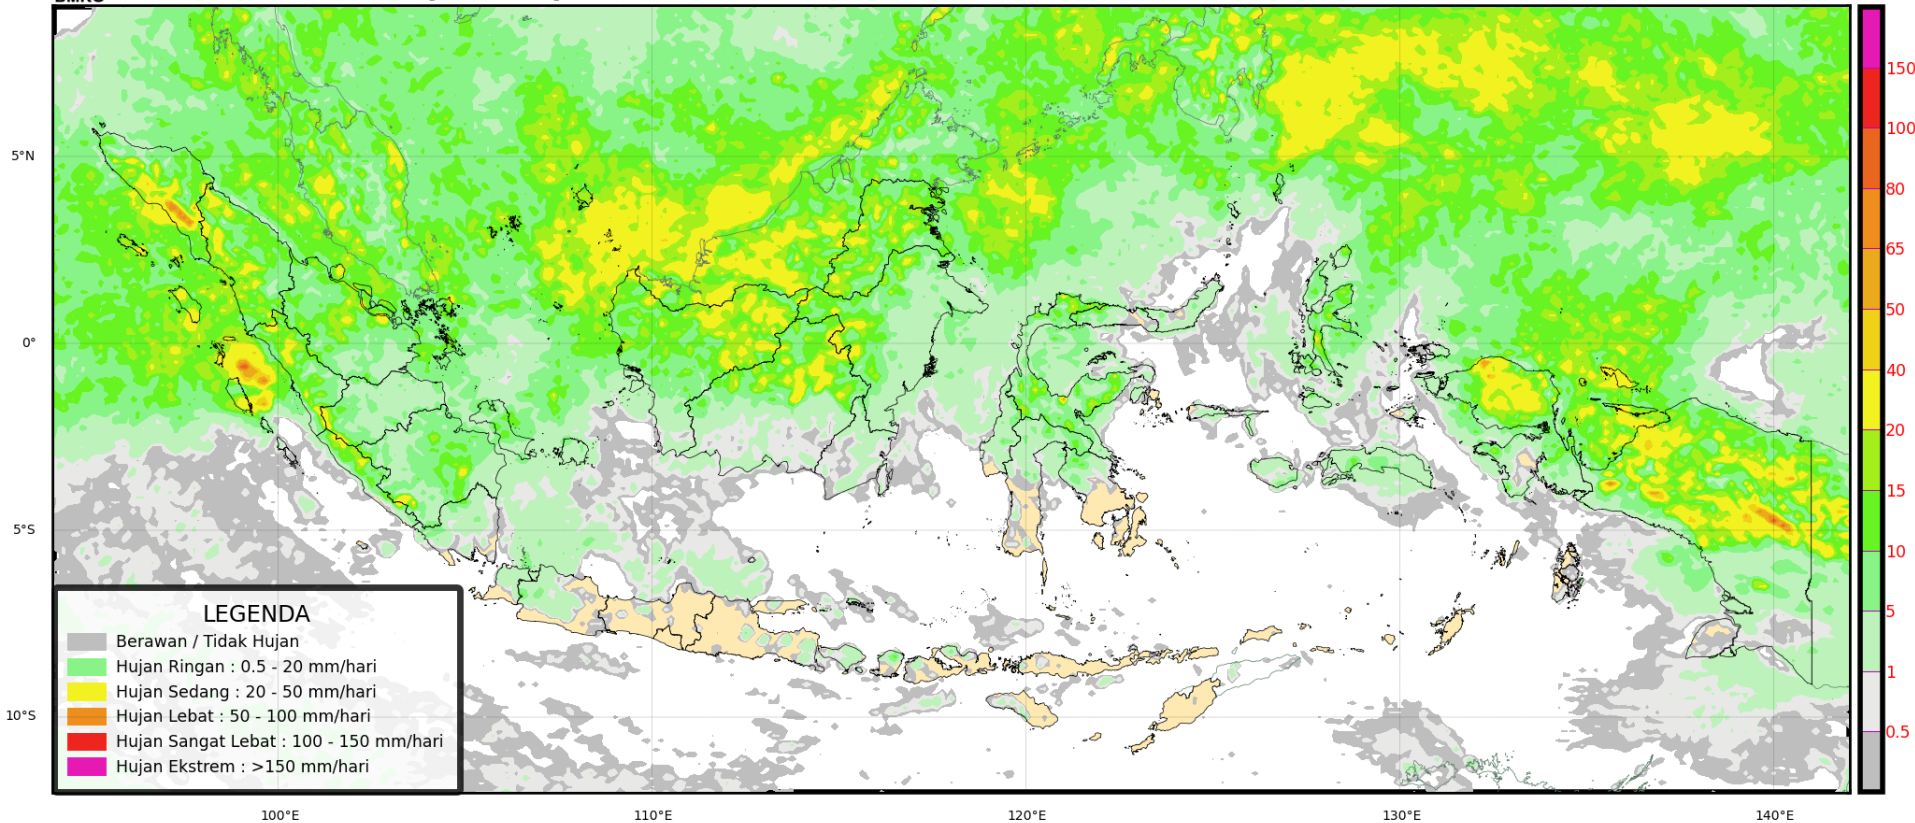 BMKG
5°N
0°
5°S
10°S
100°E
110°E
120°E
130°E
140°E
LEGENDA
Berawan / Tidak Hujan
Hujan Ringan : 0.5 - 20 mm/hari
Hujan Sedang : 20 - 50 mm/hari
Hujan Lebat : 50 - 100 mm/hari
Hujan Sangat Lebat : 100 - 150 mm/hari
Hujan Ekstrem : >150 mm/hari
150
100
80
65
50
40
20
15
10
5
1
0.5